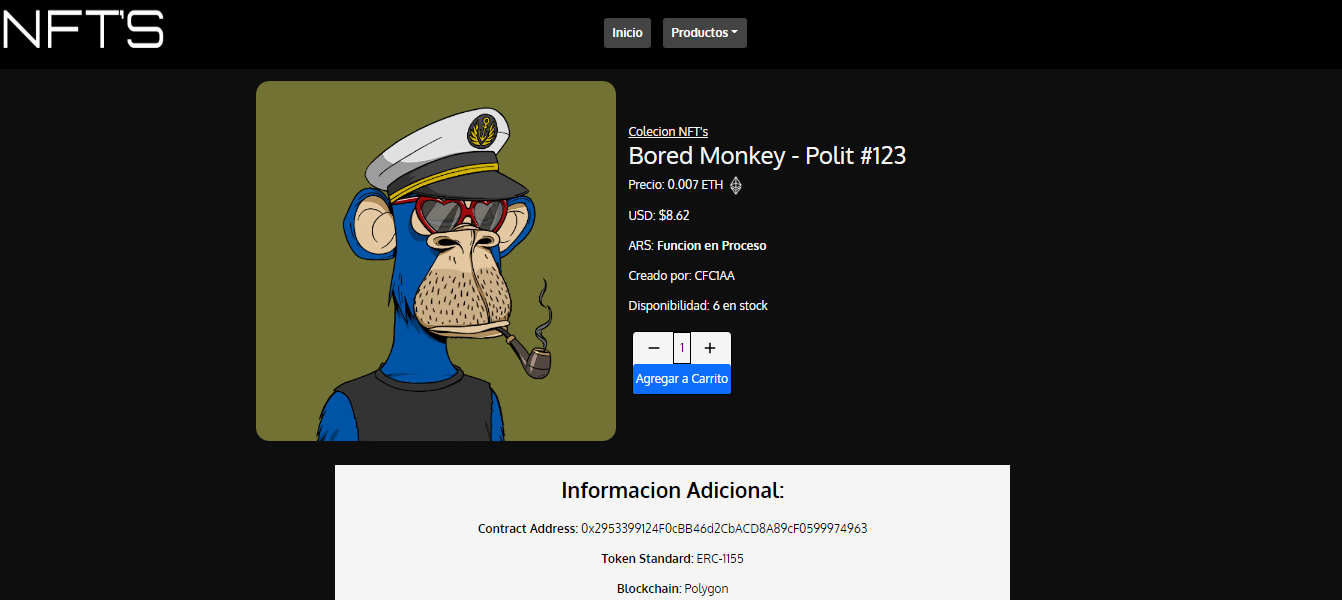 NFT'S
Inicio
Productos
Colecion NFT's
Bored Monkey - Polit #123
Precio: 0.007 ETH
USD: $8.62
ARS: Funcion en Proceso
Creado por: CFC1AA
Disponibilidad: 6 en stock
− 1 +
Agregar a Carrito
Informacion Adicional:
Contract Address: 0x2953399124F0cBB46d2CbACD8A89cF0599974963
Token Standard: ERC-1155
Blockchain: Polygon